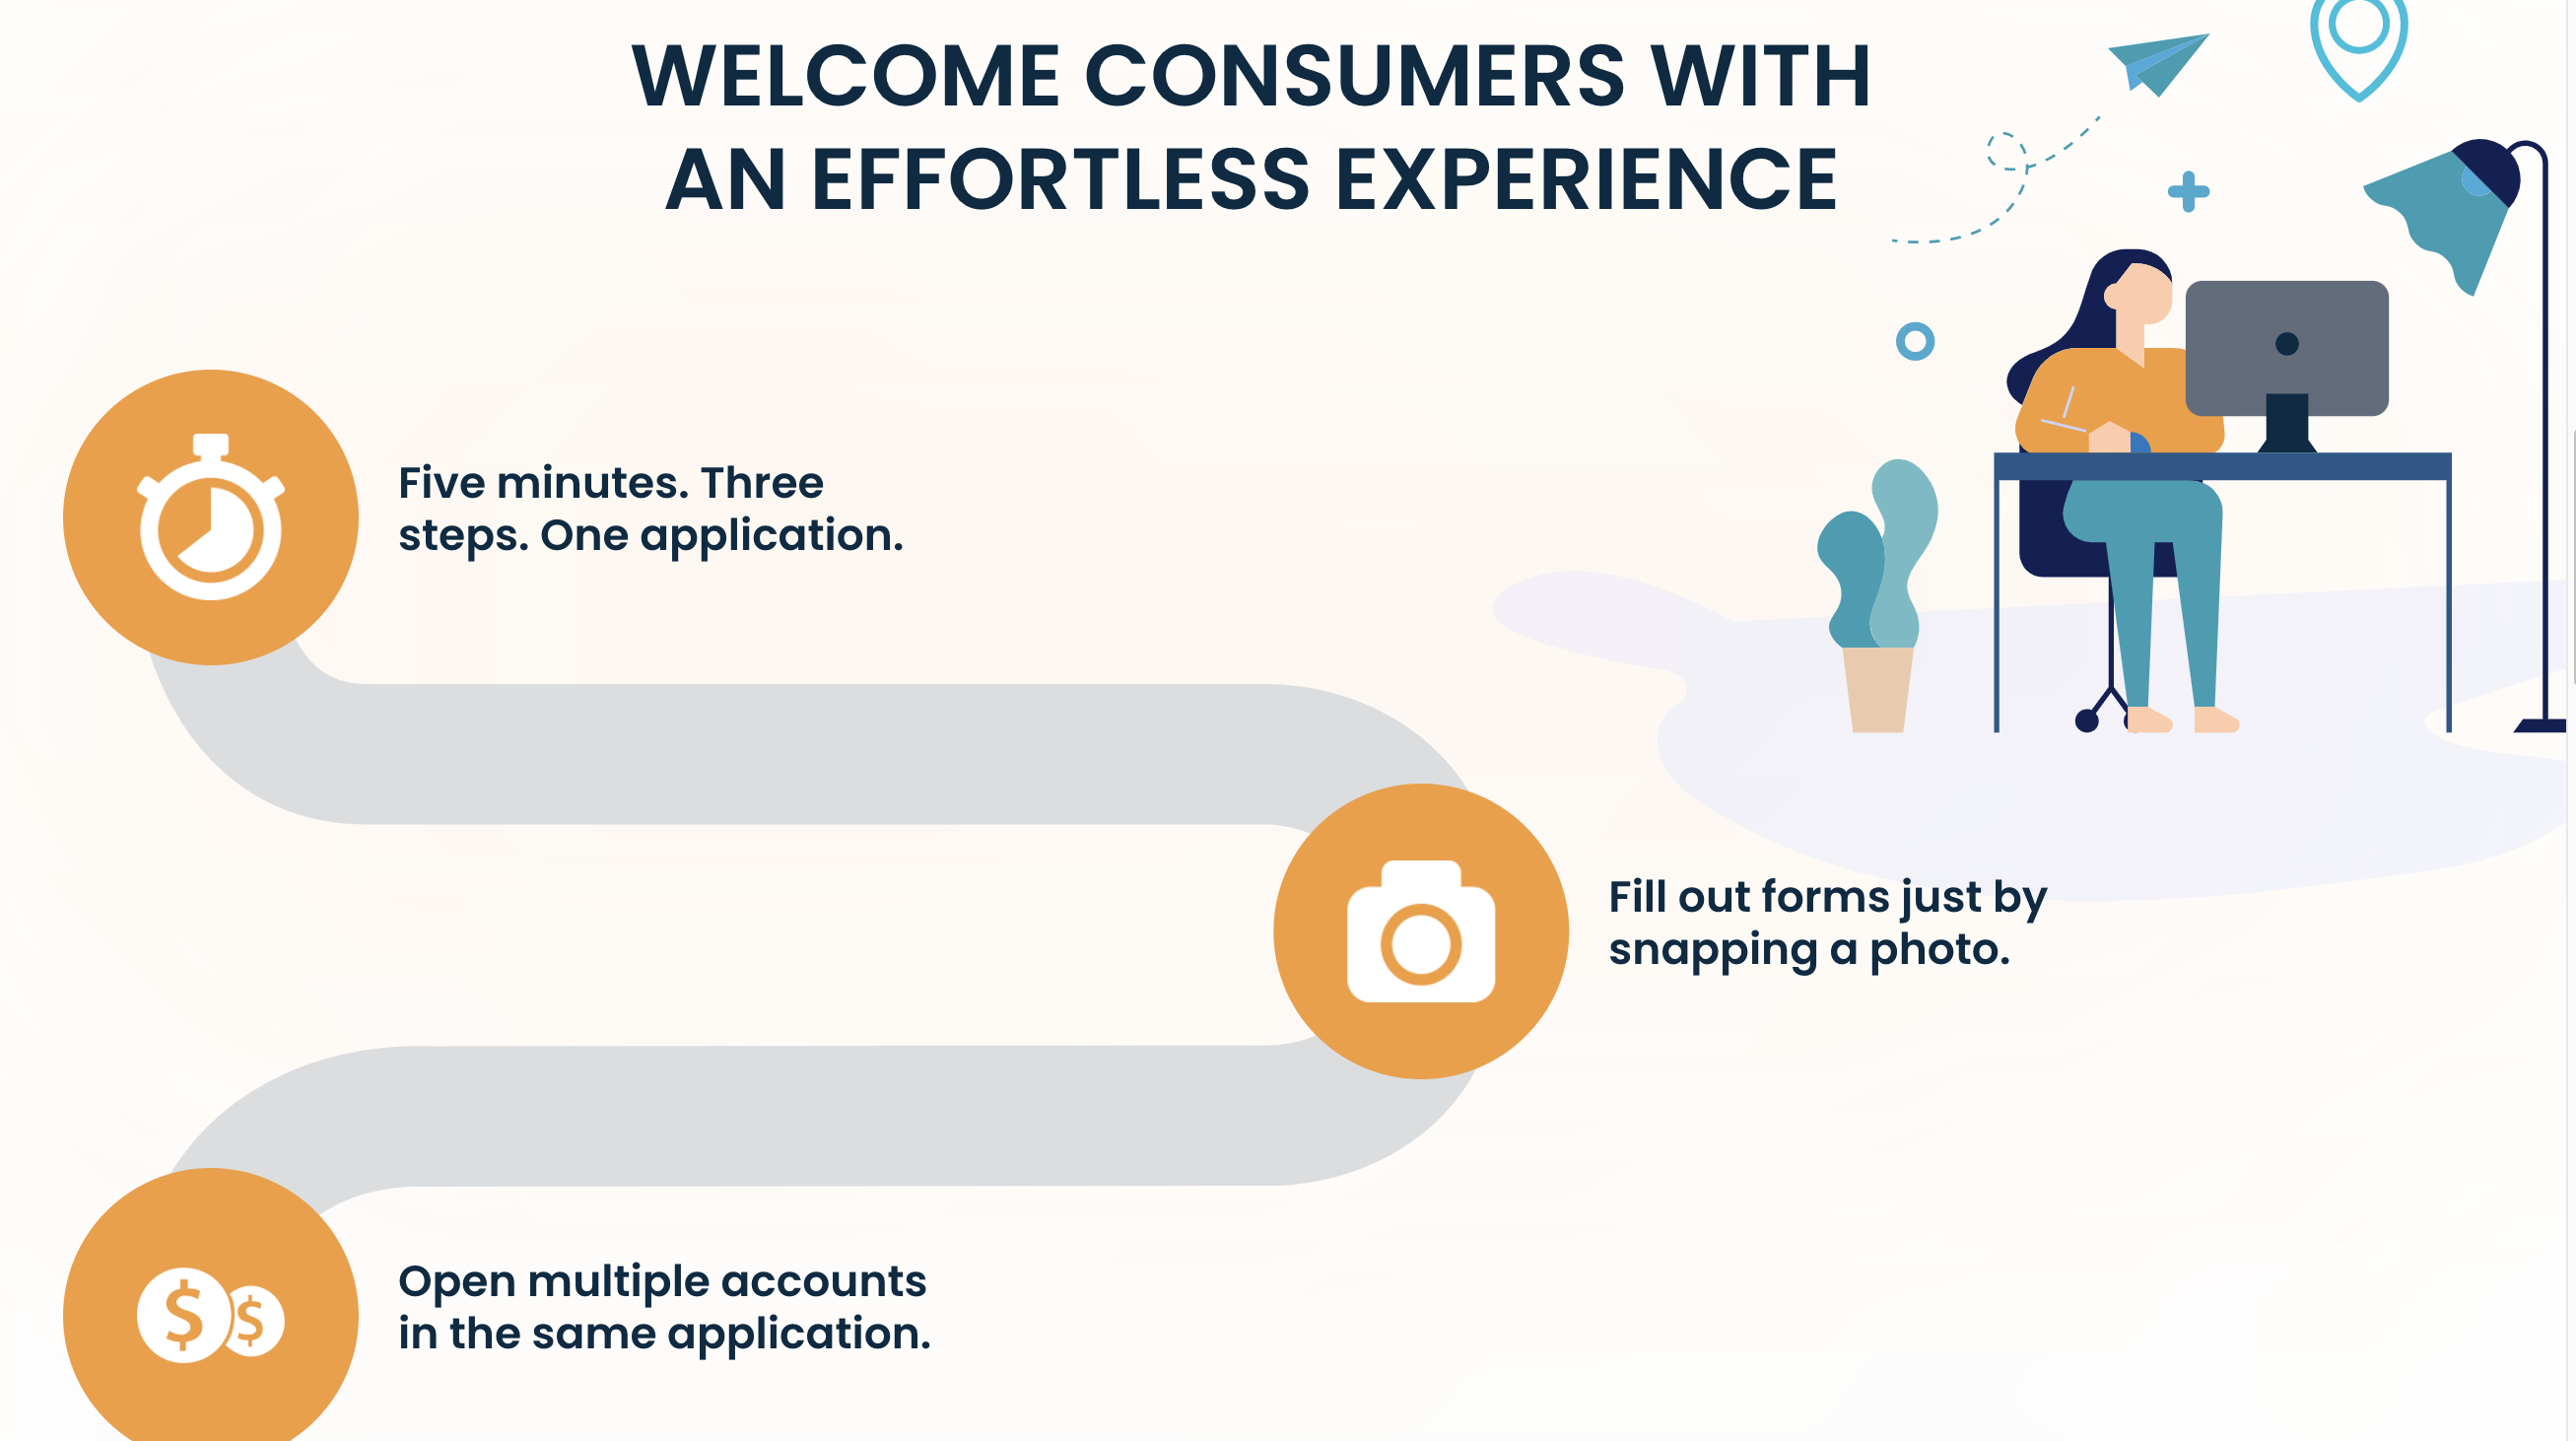 WELCOME CONSUMERS WITH
AN EFFORTLESS EXPERIENCE
Five minutes. Three
steps. One application.
Fill out forms just by
snapping a photo.
$ $
Open multiple accounts
in the same application.